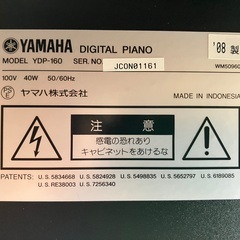 YAMAHA DIGITAL PIANO '08 製
MODEL YDP-160 SER. NO. JCON01161
100V 40W 50/60Hz WM50960
ヤマハ株式会社 MADE IN INDONESIA
注 意
感電の恐れあり
キャビネットをあけるな
PATENTS: U.S. 5834668 U.S. 5824928 U.S. 5498835 U.S. 5652797 U.S. 6189085
U.S. RE38003 U.S. 7256340